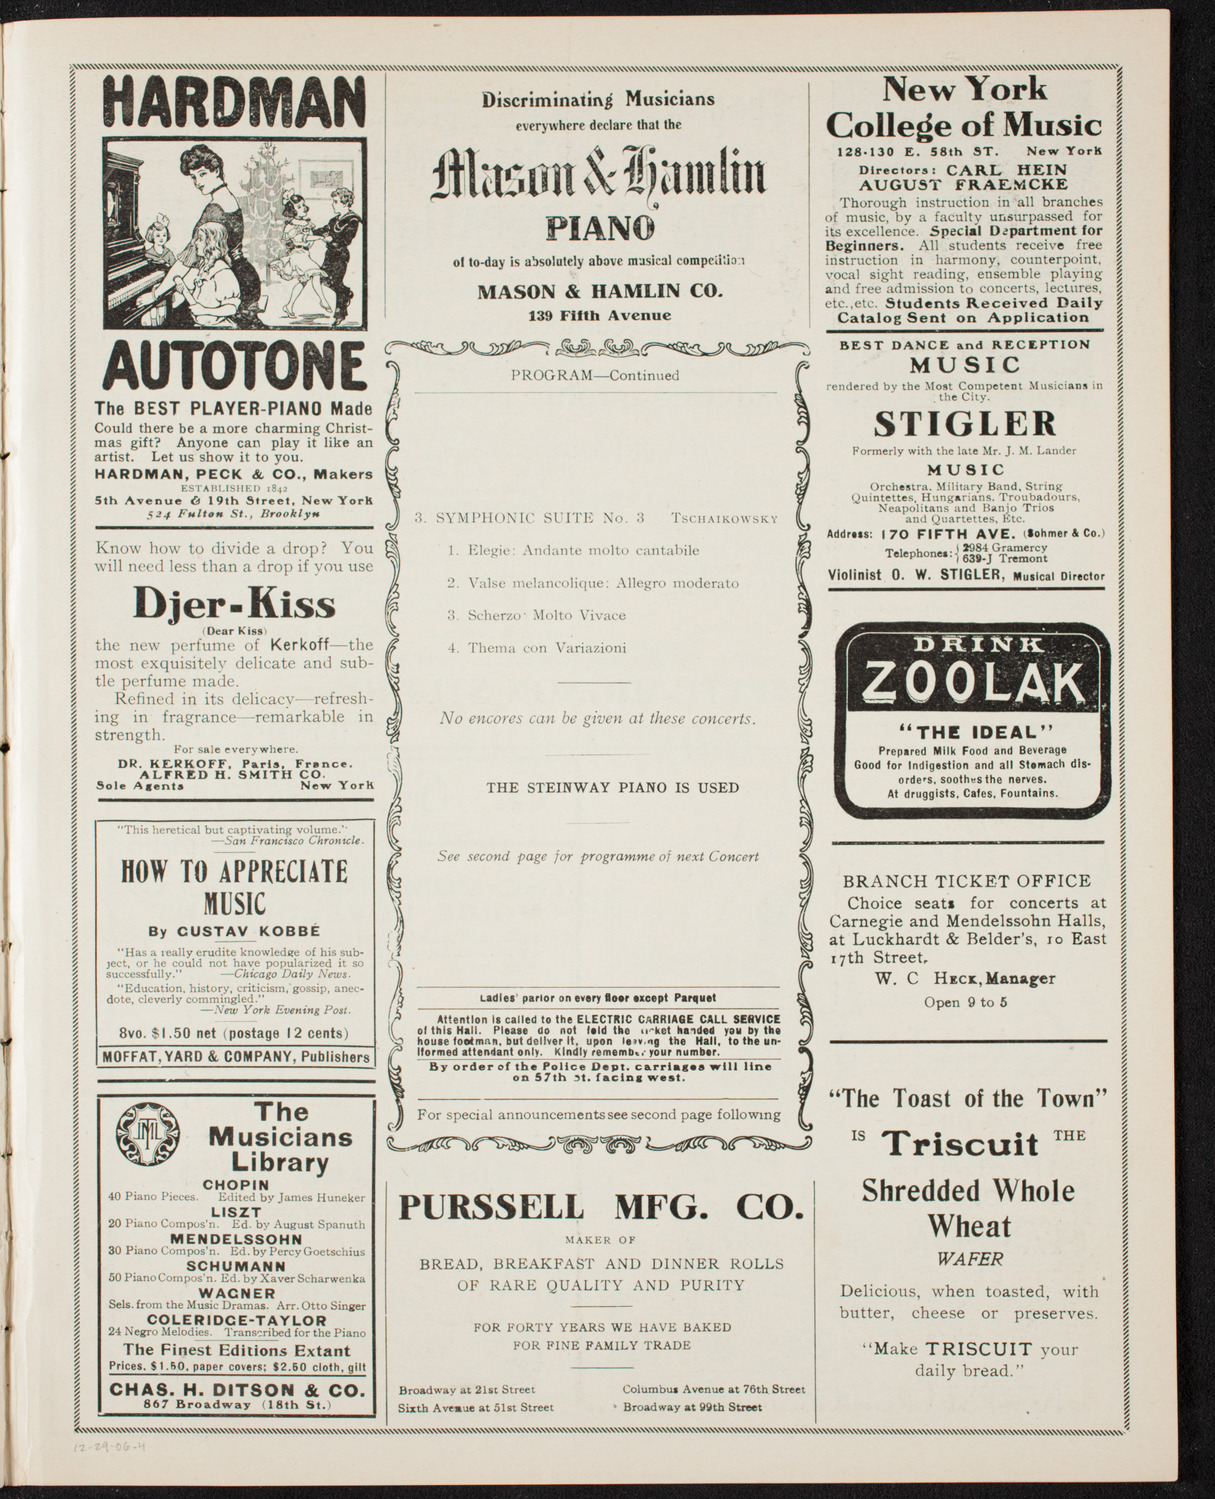 HARDMAN
AUTOTONE
The BEST PLAYER-PIANO Made
Could there be a more charming Christ-
mas gift? Anyone can play it like an
artist. Let us show it to you.
HARDMAN, PECK & CO., Makers
ESTABLISHED 1842
5th Avenue & 19th Street, New York
524 Fulton St., Brooklyn
Know how to divide a drop? You
will need less than a drop if you use
Djer-Kiss
(Dear Kiss)
the new perfume of Kerkoff—the
most exquisitely delicate and sub-
tle perfume made.
Refined in its delicacy—refresh-
ing in fragrance—remarkable in
strength.
For sale everywhere.
DR. KERKOFF, Paris, France.
ALFRED H. SMITH CO.
Sole Agents New York
"This heretical but captivating volume."
—San Francisco Chronicle.
HOW TO APPRECIATE
MUSIC
By GUSTAV KOBBÉ
"Has a really erudite knowledge of his sub-
ject, or he could not have popularized it so
successfully." —Chicago Daily News.
"Education, history, criticism, gossip, anec-
dote, cleverly commingled."
—New York Evening Post.
8vo. $1.50 net (postage 12 cents)
MOFFAT, YARD & COMPANY, Publishers
The
Musicians
Library
CHOPIN
40 Piano Pieces. Edited by James Huneker
LISZT
20 Piano Compos'n. Ed. by August Spanuth
MENDELSSOHN
30 Piano Compos'n. Ed. by Percy Goetschius
SCHUMANN
50 Piano Compos'n. Ed. by Xaver Scharwenka
WAGNER
Sels. from the Music Dramas. Arr. Otto Singer
COLERIDGE-TAYLOR
24 Negro Melodies. Transcribed for the Piano
The Finest Editions Extant
Prices, $1.50, paper covers; $2.50 cloth, gilt
CHAS. H. DITSON & CO.
867 Broadway (18th St.)
Discriminating Musicians
everywhere declare that the
Mason & Hamlin
PIANO
of to-day is absolutely above musical competition
MASON & HAMLIN CO.
139 Fifth Avenue
PROGRAM—Continued
3. SYMPHONIC SUITE No. 3 TSCHAIKOWSKY
1. Elegie: Andante molto cantabile
2. Valse melancolique: Allegro moderato
3. Scherzo: Molto Vivace
4. Thema con Variazioni
No encores can be given at these concerts.
THE STEINWAY PIANO IS USED
See second page for programme of next Concert
Ladies' parlor on every floor except Parquet
Attention is called to the ELECTRIC CARRIAGE CALL SERVICE
of this Hall. Please do not fold the ticket handed you by the
house footman, but deliver it, upon leaving the Hall, to the un-
iformed attendant only. Kindly remember your number.
By order of the Police Dept. carriages will line
on 57th St. facing west.
For special announcements see second page following
PURSSELL MFG. CO.
MAKER OF
BREAD, BREAKFAST AND DINNER ROLLS
OF RARE QUALITY AND PURITY
FOR FORTY YEARS WE HAVE BAKED
FOR FINE FAMILY TRADE
Broadway at 21st Street Columbus Avenue at 76th Street
Sixth Avenue at 51st Street Broadway at 99th Street
New York
College of Music
128-130 E. 58th ST. New York
Directors: CARL HEIN
AUGUST FRAEMCKE
Thorough instruction in all branches
of music, by a faculty unsurpassed for
its excellence. Special Department for
Beginners. All students receive free
instruction in harmony, counterpoint,
vocal sight reading, ensemble playing
and free admission to concerts, lectures,
etc., etc. Students Received Daily
Catalog Sent on Application
BEST DANCE and RECEPTION
MUSIC
rendered by the Most Competent Musicians in
the City.
STIGLER
Formerly with the late Mr. J. M. Lander
MUSIC
Orchestra, Military Band, String
Quintettes, Hungarians, Troubadours,
Neapolitans and Banjo Trios
and Quartettes, Etc.
Address: 170 FIFTH AVE. (Sohmer & Co.)
Telephones: { 2984 Gramercy
639-J Tremont
Violinist O. W. STIGLER, Musical Director
DRINK
ZOOLAK
"THE IDEAL"
Prepared Milk Food and Beverage
Good for Indigestion and all Stomach dis-
orders, soothes the nerves.
At druggists, Cafes, Fountains.
BRANCH TICKET OFFICE
Choice seats for concerts at
Carnegie and Mendelssohn Halls,
at Luckhardt & Belder's, 10 East
17th Street.
W. C HECK, Manager
Open 9 to 5
"The Toast of the Town"
IS Triscuit THE
Shredded Whole
Wheat
WAFER
Delicious, when toasted, with
butter, cheese or preserves.
"Make TRISCUIT your
daily bread."
12-29-06-4